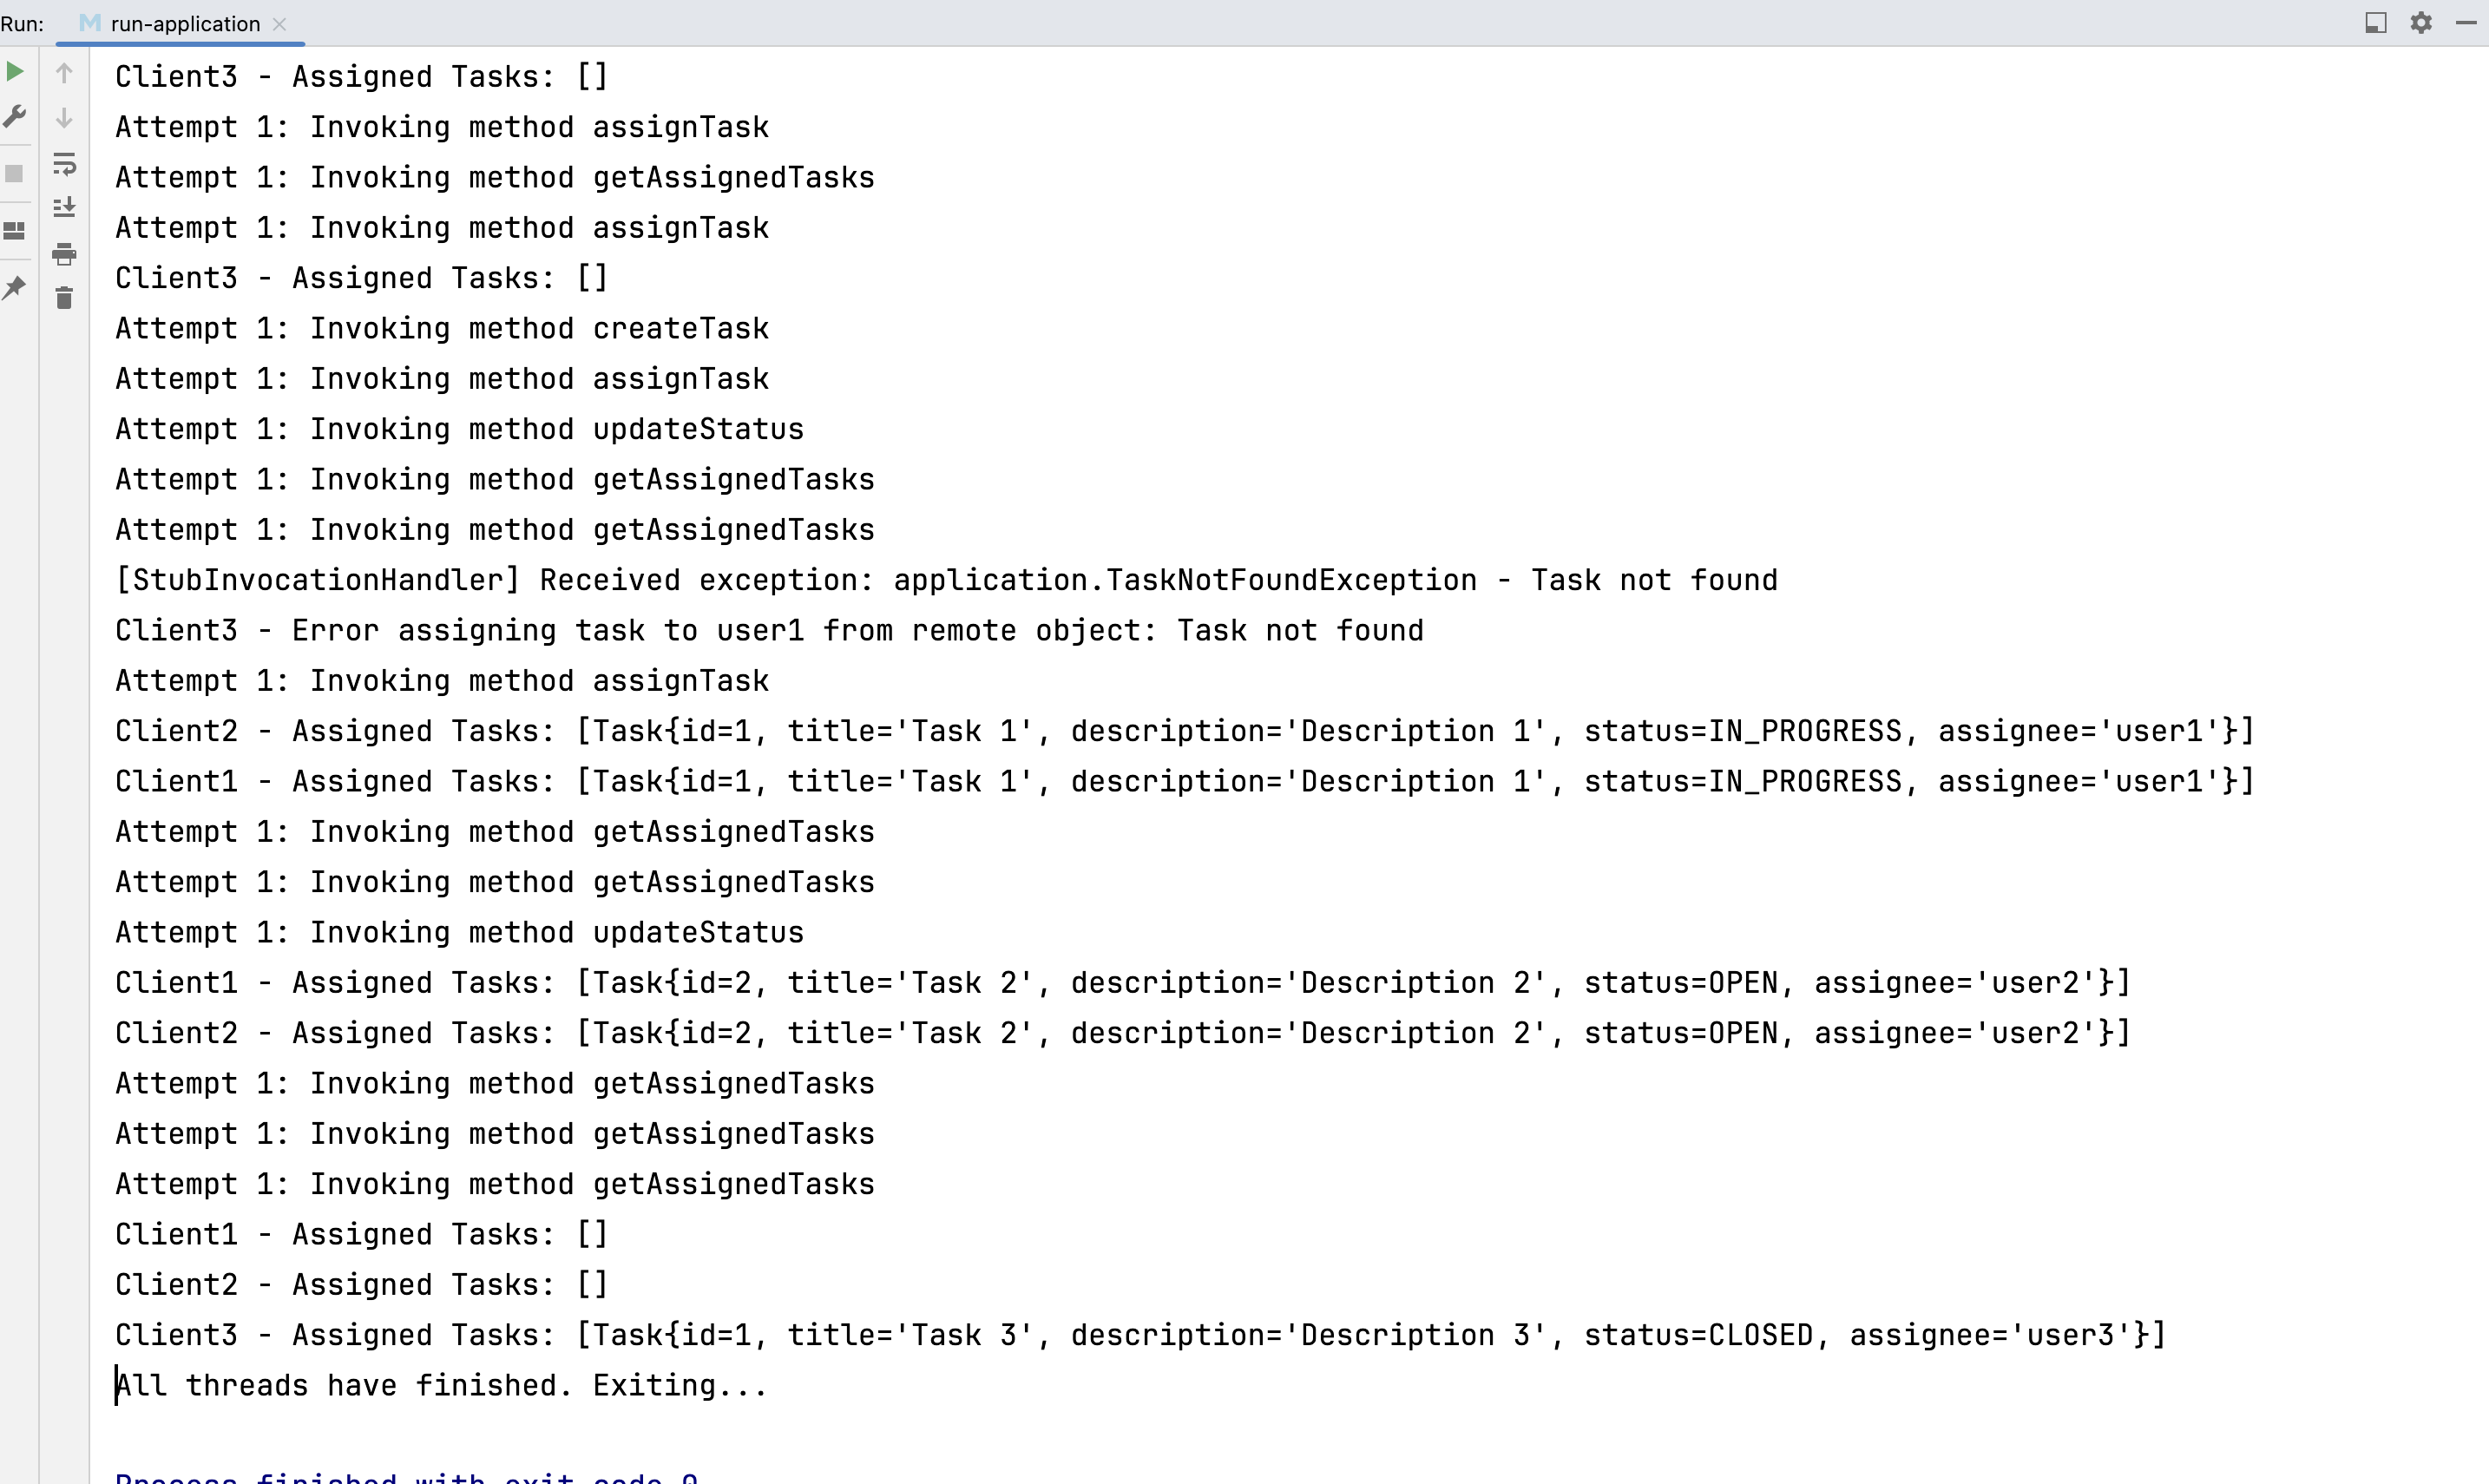 Run: run-application
Client3 - Assigned Tasks: []
Attempt 1: Invoking method assignTask
Attempt 1: Invoking method getAssignedTasks
Attempt 1: Invoking method assignTask
Client3 - Assigned Tasks: []
Attempt 1: Invoking method createTask
Attempt 1: Invoking method assignTask
Attempt 1: Invoking method updateStatus
Attempt 1: Invoking method getAssignedTasks
Attempt 1: Invoking method getAssignedTasks
[StubInvocationHandler] Received exception: application.TaskNotFoundException - Task not found
Client3 - Error assigning task to user1 from remote object: Task not found
Attempt 1: Invoking method assignTask
Client2 - Assigned Tasks: [Task{id=1, title='Task 1', description='Description 1', status=IN_PROGRESS, assignee='user1'}]
Client1 - Assigned Tasks: [Task{id=1, title='Task 1', description='Description 1', status=IN_PROGRESS, assignee='user1'}]
Attempt 1: Invoking method getAssignedTasks
Attempt 1: Invoking method getAssignedTasks
Attempt 1: Invoking method updateStatus
Client1 - Assigned Tasks: [Task{id=2, title='Task 2', description='Description 2', status=OPEN, assignee='user2'}]
Client2 - Assigned Tasks: [Task{id=2, title='Task 2', description='Description 2', status=OPEN, assignee='user2'}]
Attempt 1: Invoking method getAssignedTasks
Attempt 1: Invoking method getAssignedTasks
Attempt 1: Invoking method getAssignedTasks
Client1 - Assigned Tasks: []
Client2 - Assigned Tasks: []
Client3 - Assigned Tasks: [Task{id=1, title='Task 3', description='Description 3', status=CLOSED, assignee='user3'}]
All threads have finished. Exiting...
Process finished with exit code 0